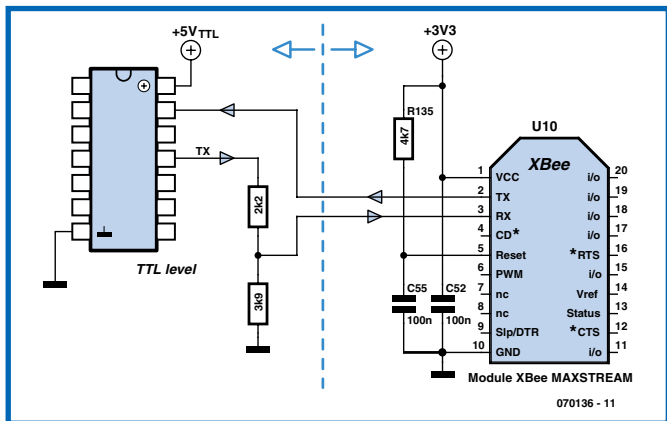 +5VTTL
TX
2k2
3k9
TTL level
+3V3
R135
4k7
C55
100n
C52
100n
U10
XBee
1 VCC i/o 20
2 TX i/o 19
3 RX i/o 18
4 CD* i/o 17
5 Reset *RTS 16
6 PWM i/o 15
7 nc Vref 14
8 nc Status 13
9 Slp/DTR *CTS 12
10 GND i/o 11
Module XBee MAXSTREAM
070136 - 11